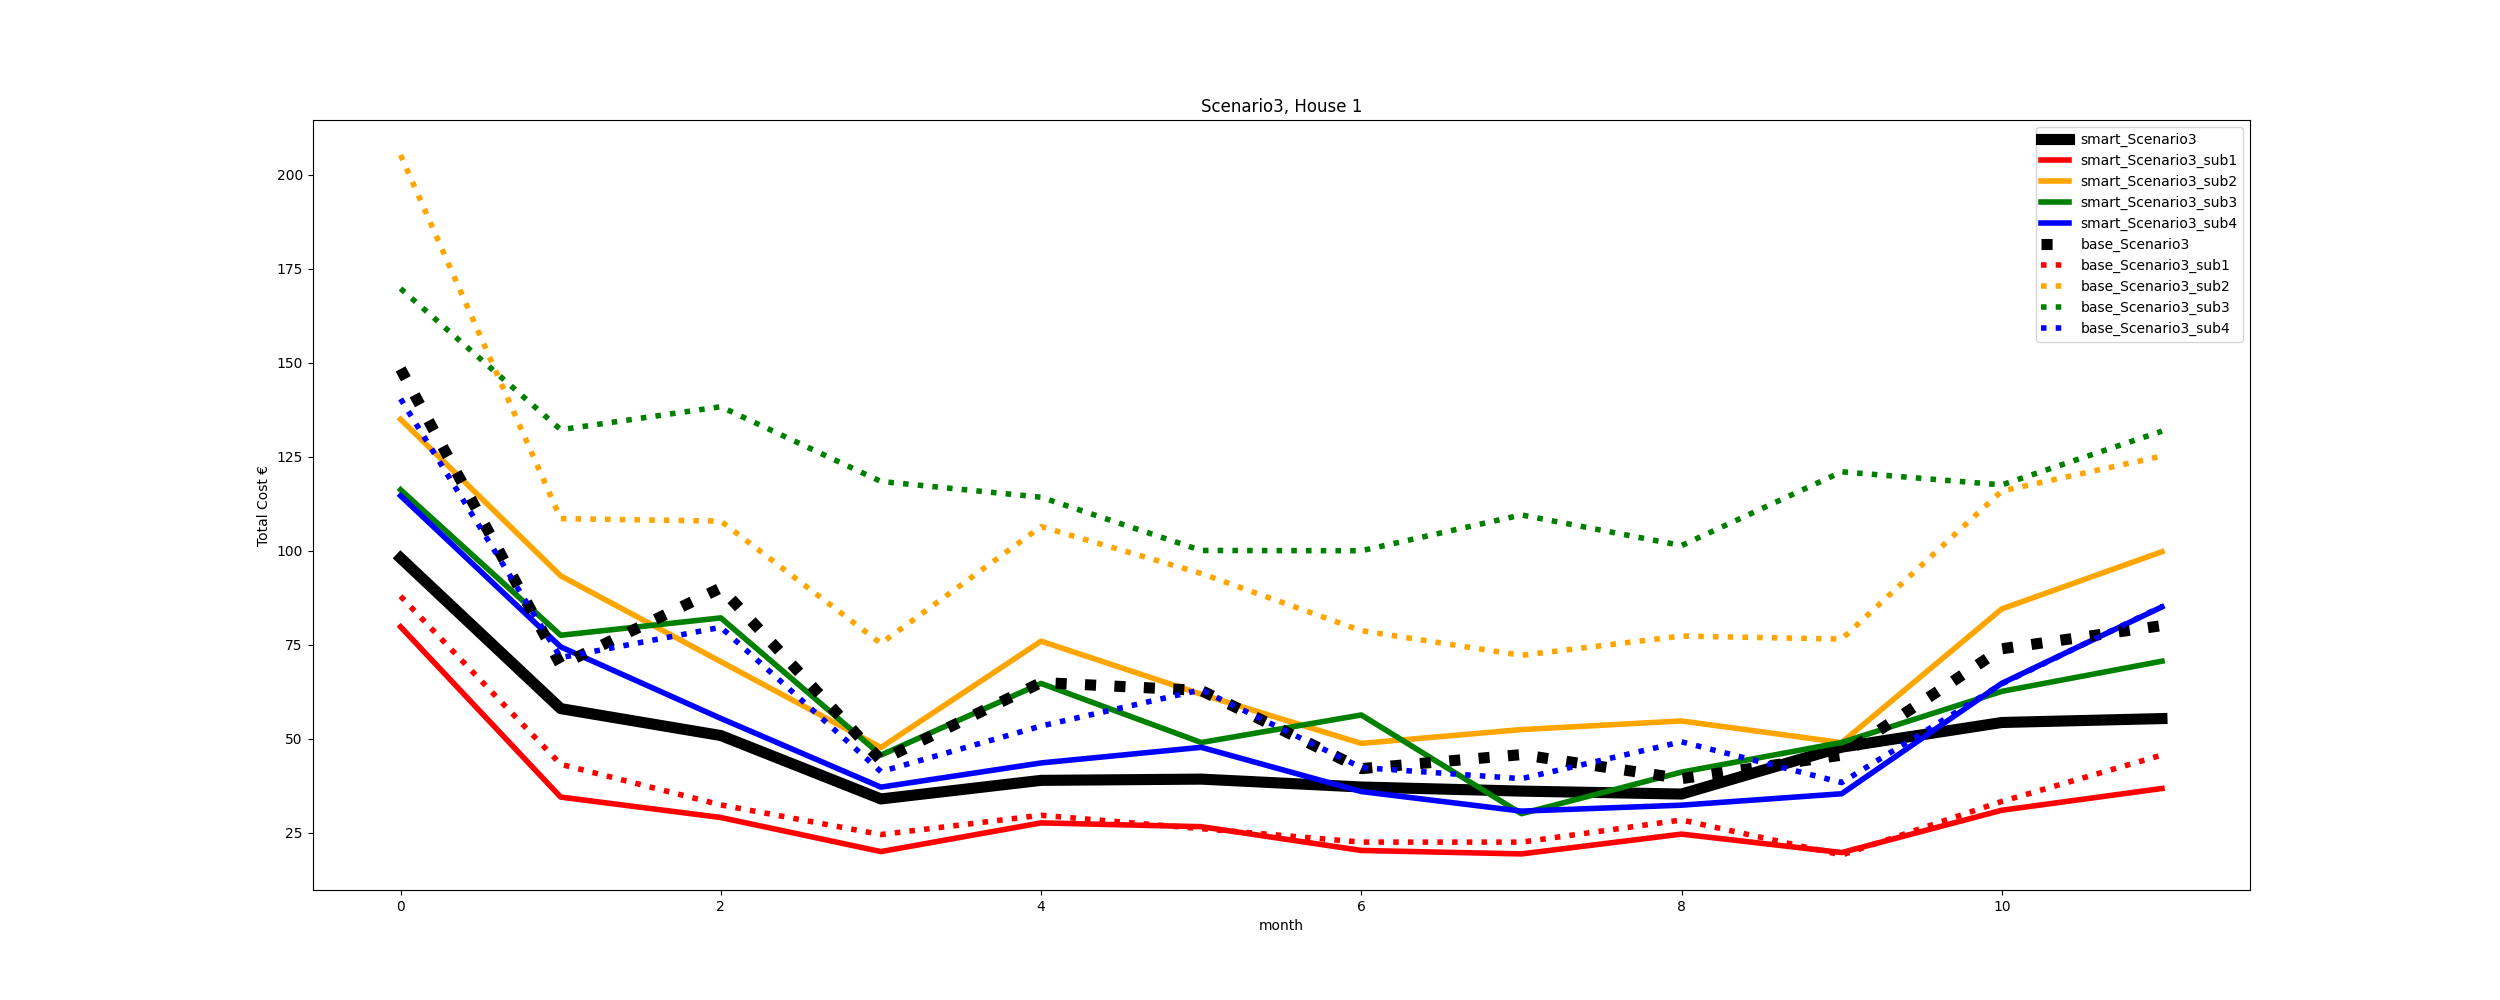 Scenario3, House 1
smart_Scenario3
smart_Scenario3_sub1
smart_Scenario3_sub2
smart_Scenario3_sub3
smart_Scenario3_sub4
base_Scenario3
base_Scenario3_sub1
base_Scenario3_sub2
base_Scenario3_sub3
base_Scenario3_sub4
Total Cost €
200
175
150
125
100
75
50
25
0 2 4 6 8 10
month